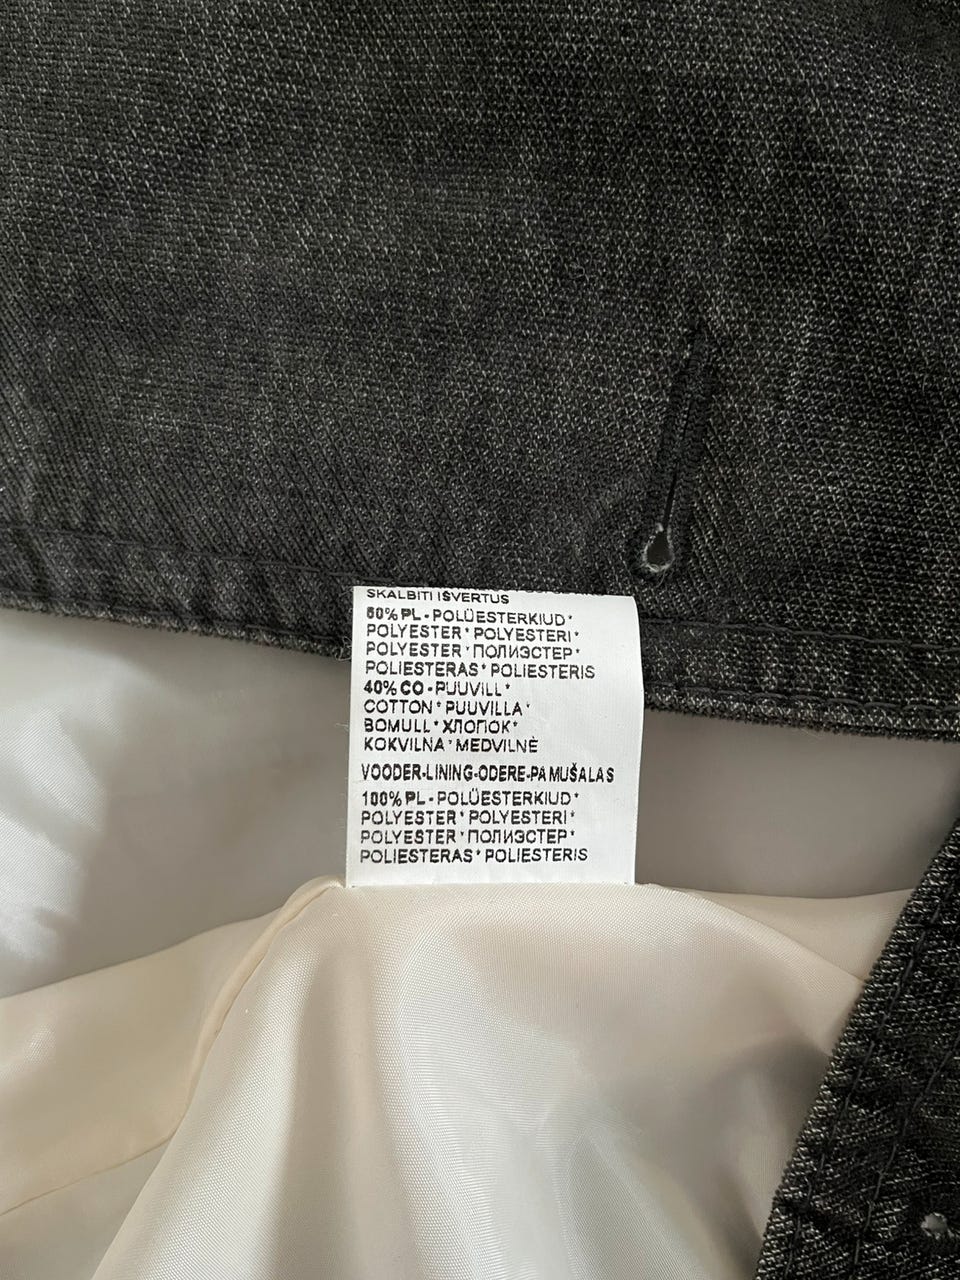 SKALBITI IŠVERTUS
60% PL - POLÜESTERKIUD*
POLYESTER* POLYESTERI*
POLYESTER* ПОЛИЭСТЕР*
POLIESTERAS* POLIESTERIS
40% CO - PUUVILL*
COTTON* PUUVILLA*
BOMULL* ХЛОПОК*
KOKVILNA* MEDVILNĖ
VOODER-LINING-ODERE-PAMUŠALAS
100% PL - POLÜESTERKIUD*
POLYESTER* POLYESTERI*
POLYESTER* ПОЛИЭСТЕР*
POLIESTERAS* POLIESTERIS